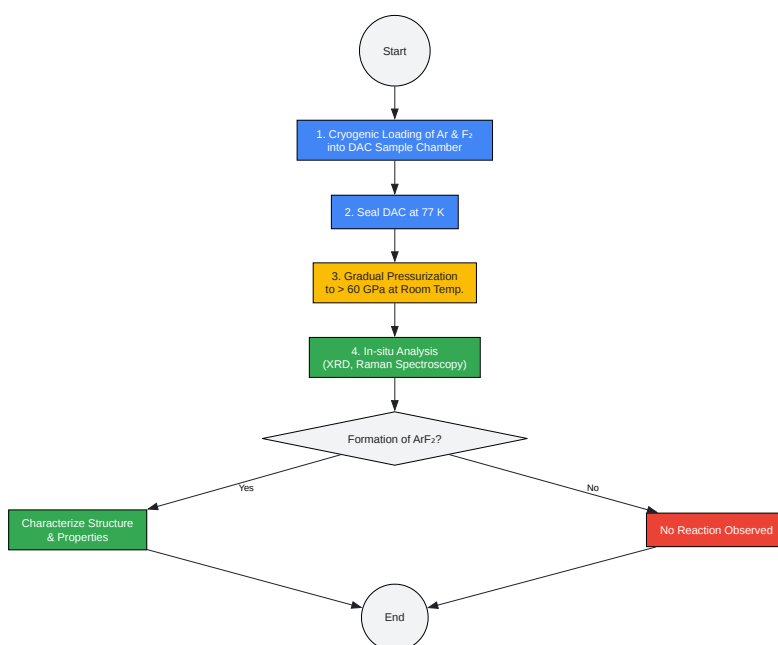 Start
1. Cryogenic Loading of Ar & F₂
into DAC Sample Chamber
2. Seal DAC at 77 K
3. Gradual Pressurization
to > 60 GPa at Room Temp.
4. In-situ Analysis
(XRD, Raman Spectroscopy)
Formation of ArF₂?
Yes
No
Characterize Structure
& Properties
No Reaction Observed
End